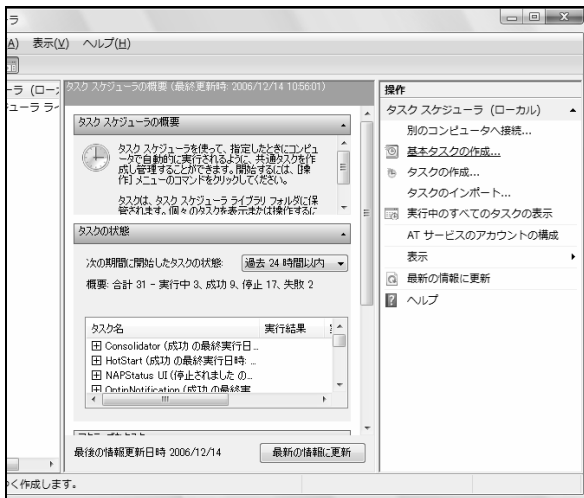 ラ
A) 表示(V) ヘルプ(H)
ーラ (ロー:
ューラ ラ
タスク スケジューラの概要 (最終更新時: 2006/12/14 10:56:01)
タスク スケジューラの概要
タスク スケジューラを使って、指定したときにコンピュ
ータで自動的に実行されるように、共通タスクを作
成し管理することができます。開始するには、[操
作] メニューのコマンドをクリックしてください。
タスクは、タスク スケジューラ ライブラリ フォルダに保
管されます。個々のタスクを表示または操作するに
タスクの状態
次の期間に開始したタスクの状態: 過去 24 時間以内
概要: 合計 31 - 実行中 3、成功 9、停止 17、失敗 2
タスク名 実行結果
Consolidator (成功 の最終実行日...
HotStart (成功 の最終実行日時: ...
NAPStatus UI (停止されました の...
OptinNotification (成功 の最終実
最後の情報更新日時 2006/12/14 最新の情報に更新
操作
タスク スケジューラ (ローカル)
別のコンピュータへ接続...
基本タスクの作成...
タスクの作成...
タスクのインポート...
実行中のすべてのタスクの表示
AT サービスのアカウントの構成
表示
最新の情報に更新
ヘルプ
く作成します。